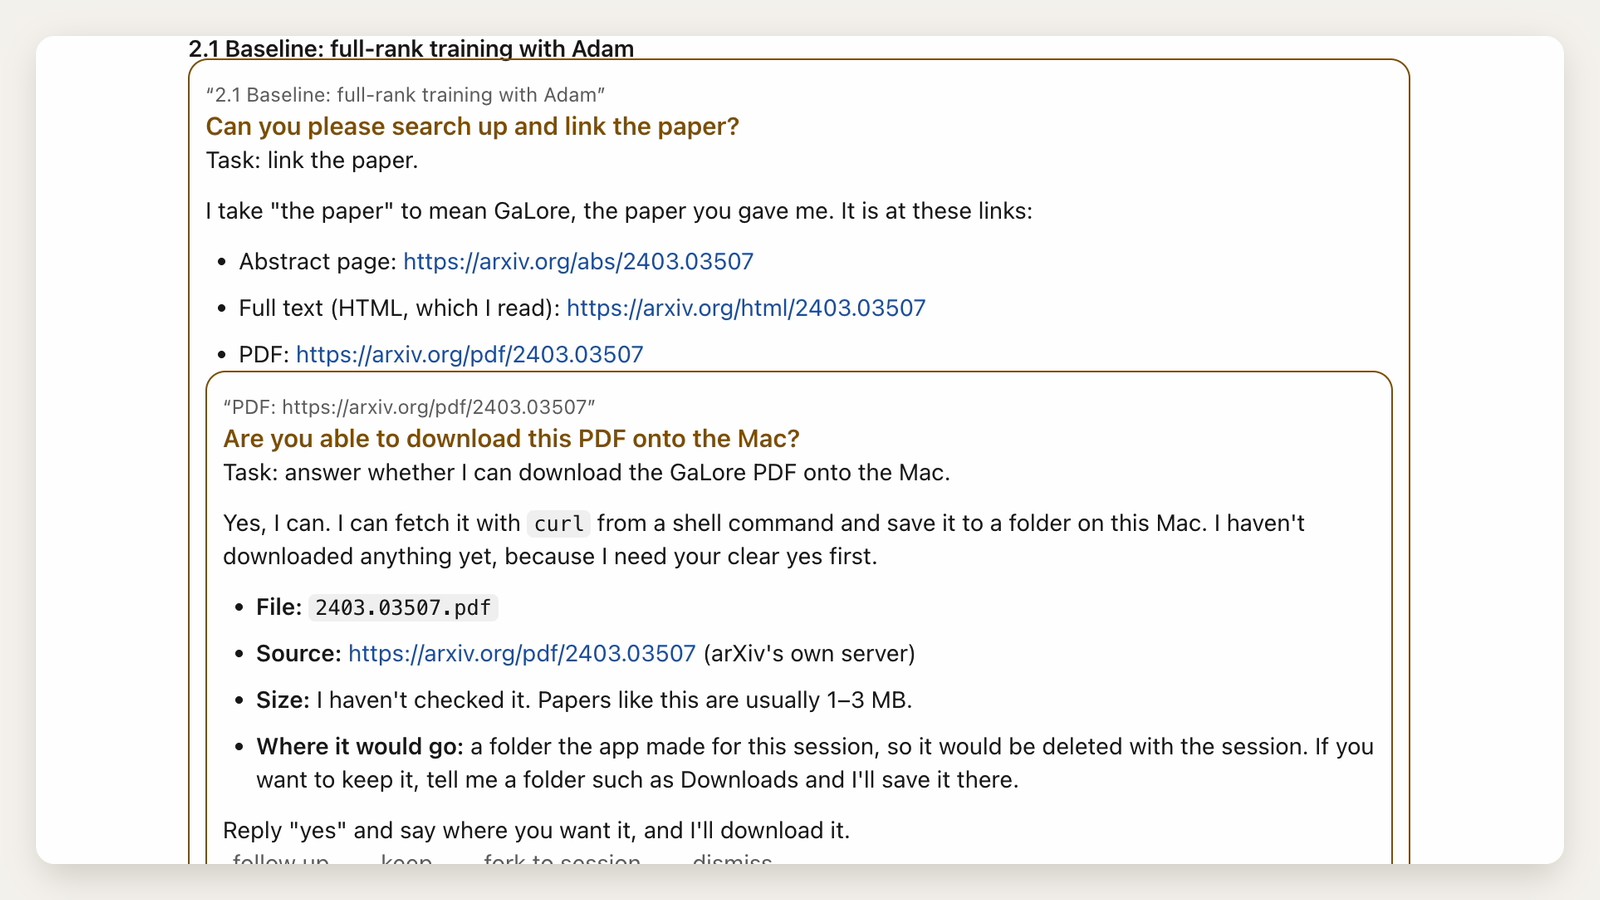 2.1 Baseline: full-rank training with Adam
“2.1 Baseline: full-rank training with Adam”
Can you please search up and link the paper?
Task: link the paper.
I take "the paper" to mean GaLore, the paper you gave me. It is at these links:
• Abstract page: https://arxiv.org/abs/2403.03507
• Full text (HTML, which I read): https://arxiv.org/html/2403.03507
• PDF: https://arxiv.org/pdf/2403.03507
“PDF: https://arxiv.org/pdf/2403.03507”
Are you able to download this PDF onto the Mac?
Task: answer whether I can download the GaLore PDF onto the Mac.
Yes, I can. I can fetch it with curl from a shell command and save it to a folder on this Mac. I haven't
downloaded anything yet, because I need your clear yes first.
• File: 2403.03507.pdf
• Source: https://arxiv.org/pdf/2403.03507 (arXiv's own server)
• Size: I haven't checked it. Papers like this are usually 1–3 MB.
• Where it would go: a folder the app made for this session, so it would be deleted with the session. If you
want to keep it, tell me a folder such as Downloads and I'll save it there.
Reply "yes" and say where you want it, and I'll download it.
follow up keep fork to session dismiss